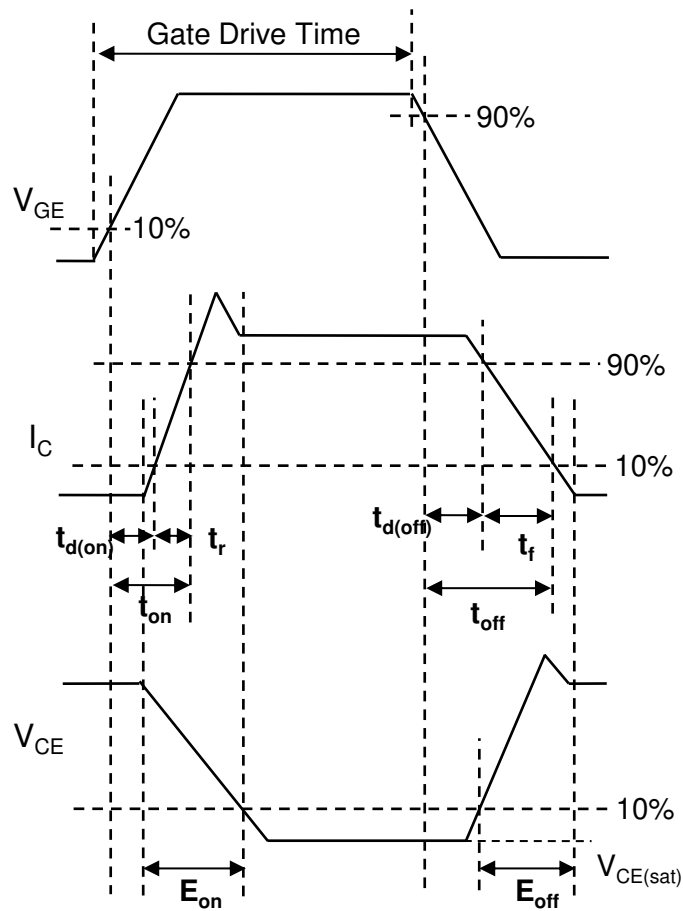 Gate Drive Time
90%
V_GE
10%
90%
I_C
10%
t_d(on)
t_r
t_d(off)
t_f
t_on
t_off
V_CE
10%
V_CE(sat)
E_on
E_off